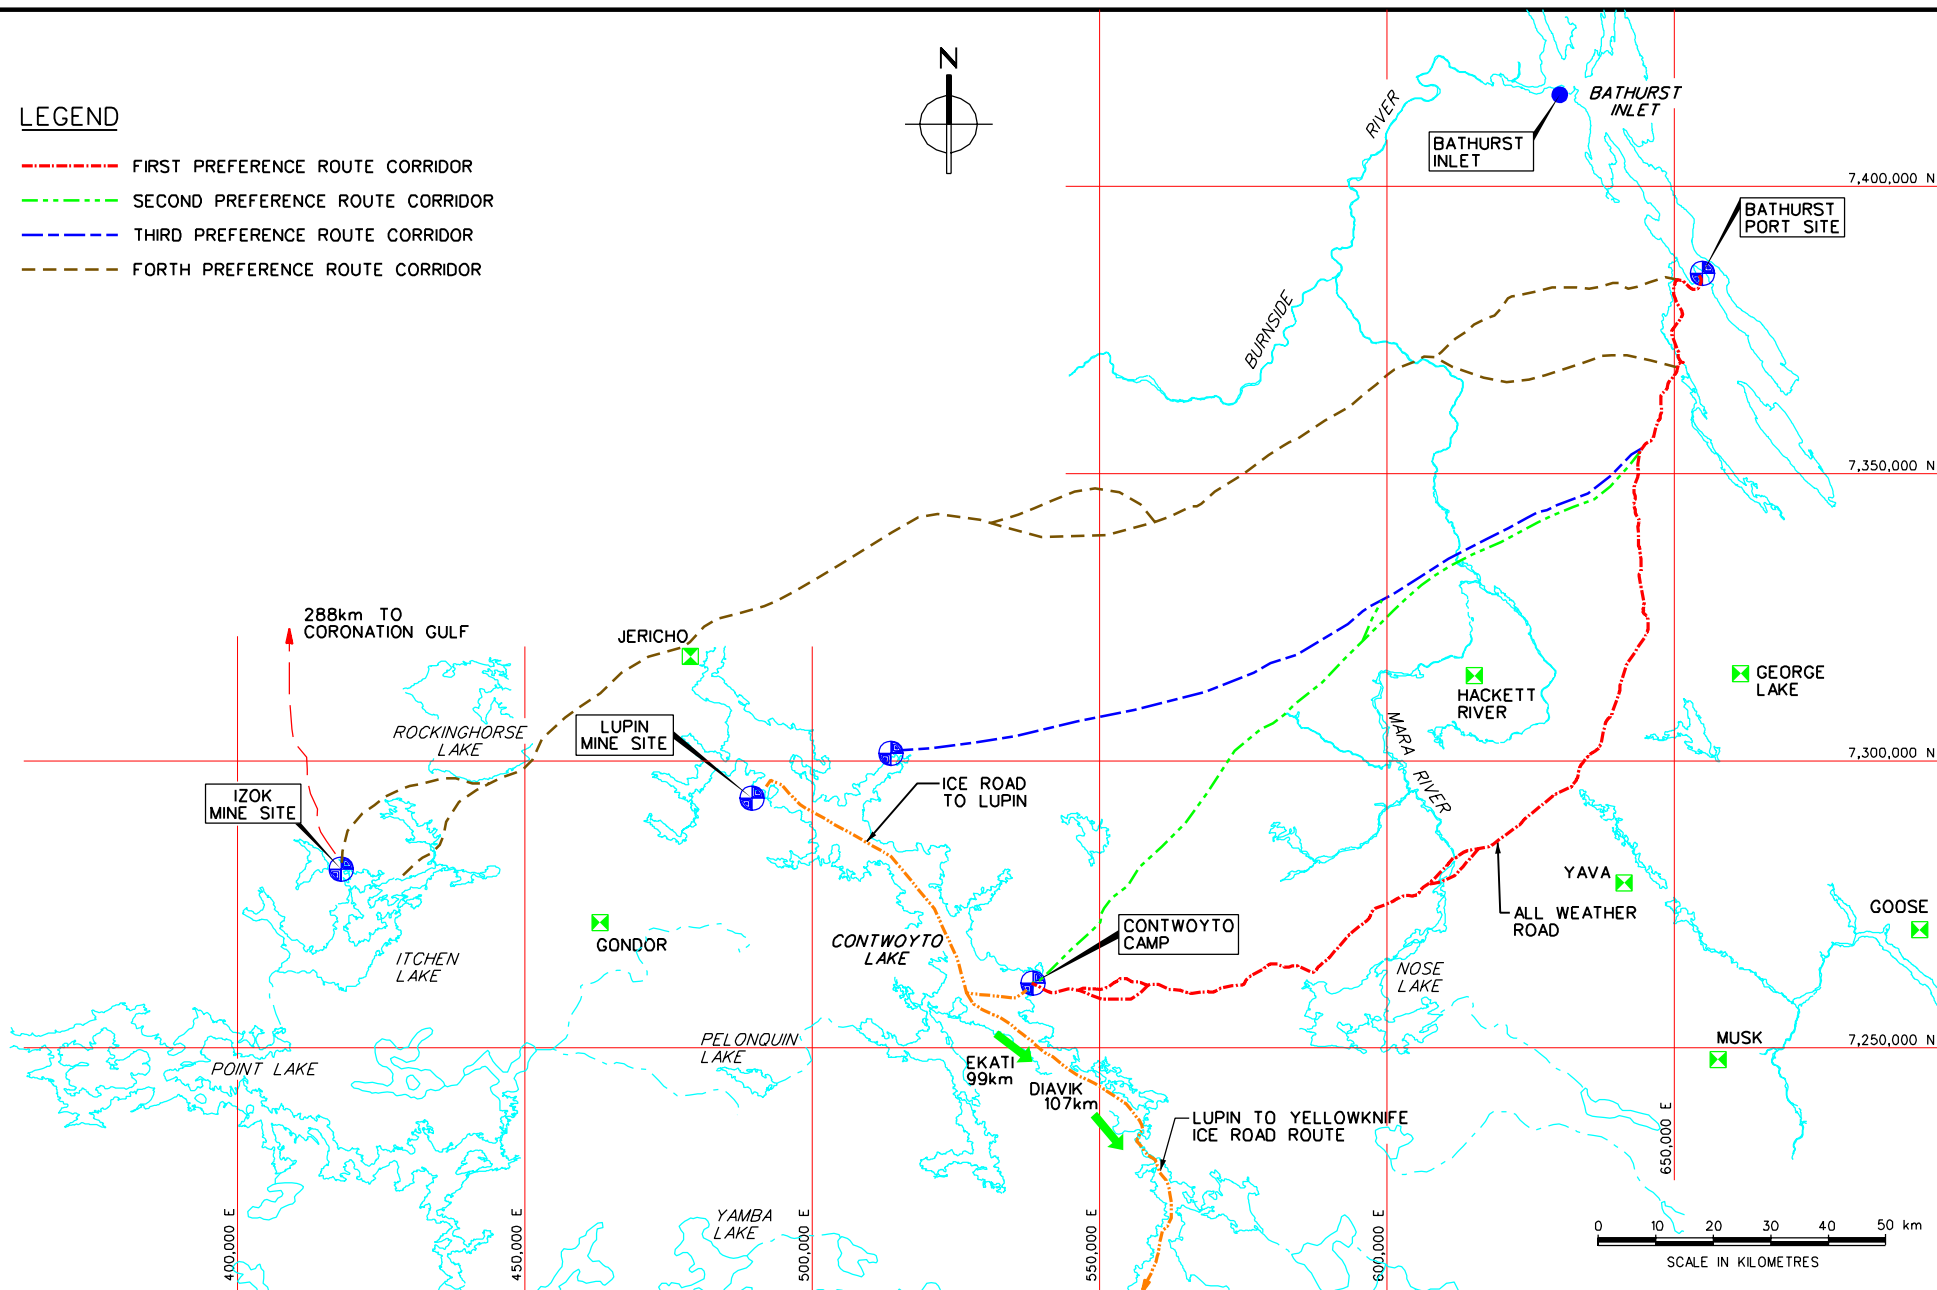 N
LEGEND
FIRST PREFERENCE ROUTE CORRIDOR
SECOND PREFERENCE ROUTE CORRIDOR
THIRD PREFERENCE ROUTE CORRIDOR
FORTH PREFERENCE ROUTE CORRIDOR
RIVER
BATHURST
INLET
BATHURST
INLET
7,400,000 N
BATHURST
PORT SITE
BURNSIDE
7,350,000 N
288km TO
CORONATION GULF
JERICHO
HACKETT
RIVER
GEORGE
LAKE
ROCKINGHORSE
LAKE
LUPIN
MINE SITE
MARA
RIVER
7,300,000 N
IZOK
MINE SITE
ICE ROAD
TO LUPIN
YAVA
GOOSE
ALL WEATHER
ROAD
CONTWOYTO
CAMP
GONDOR
CONTWOYTO
LAKE
ITCHEN
LAKE
NOSE
LAKE
PELONQUIN
LAKE
POINT LAKE
EKATI
99km
DIAVIK
107km
MUSK
7,250,000 N
LUPIN TO YELLOWKNIFE
ICE ROAD ROUTE
YAMBA
LAKE
400,000 E
450,000 E
500,000 E
550,000 E
600,000 E
650,000 E
0 10 20 30 40 50 km
SCALE IN KILOMETRES